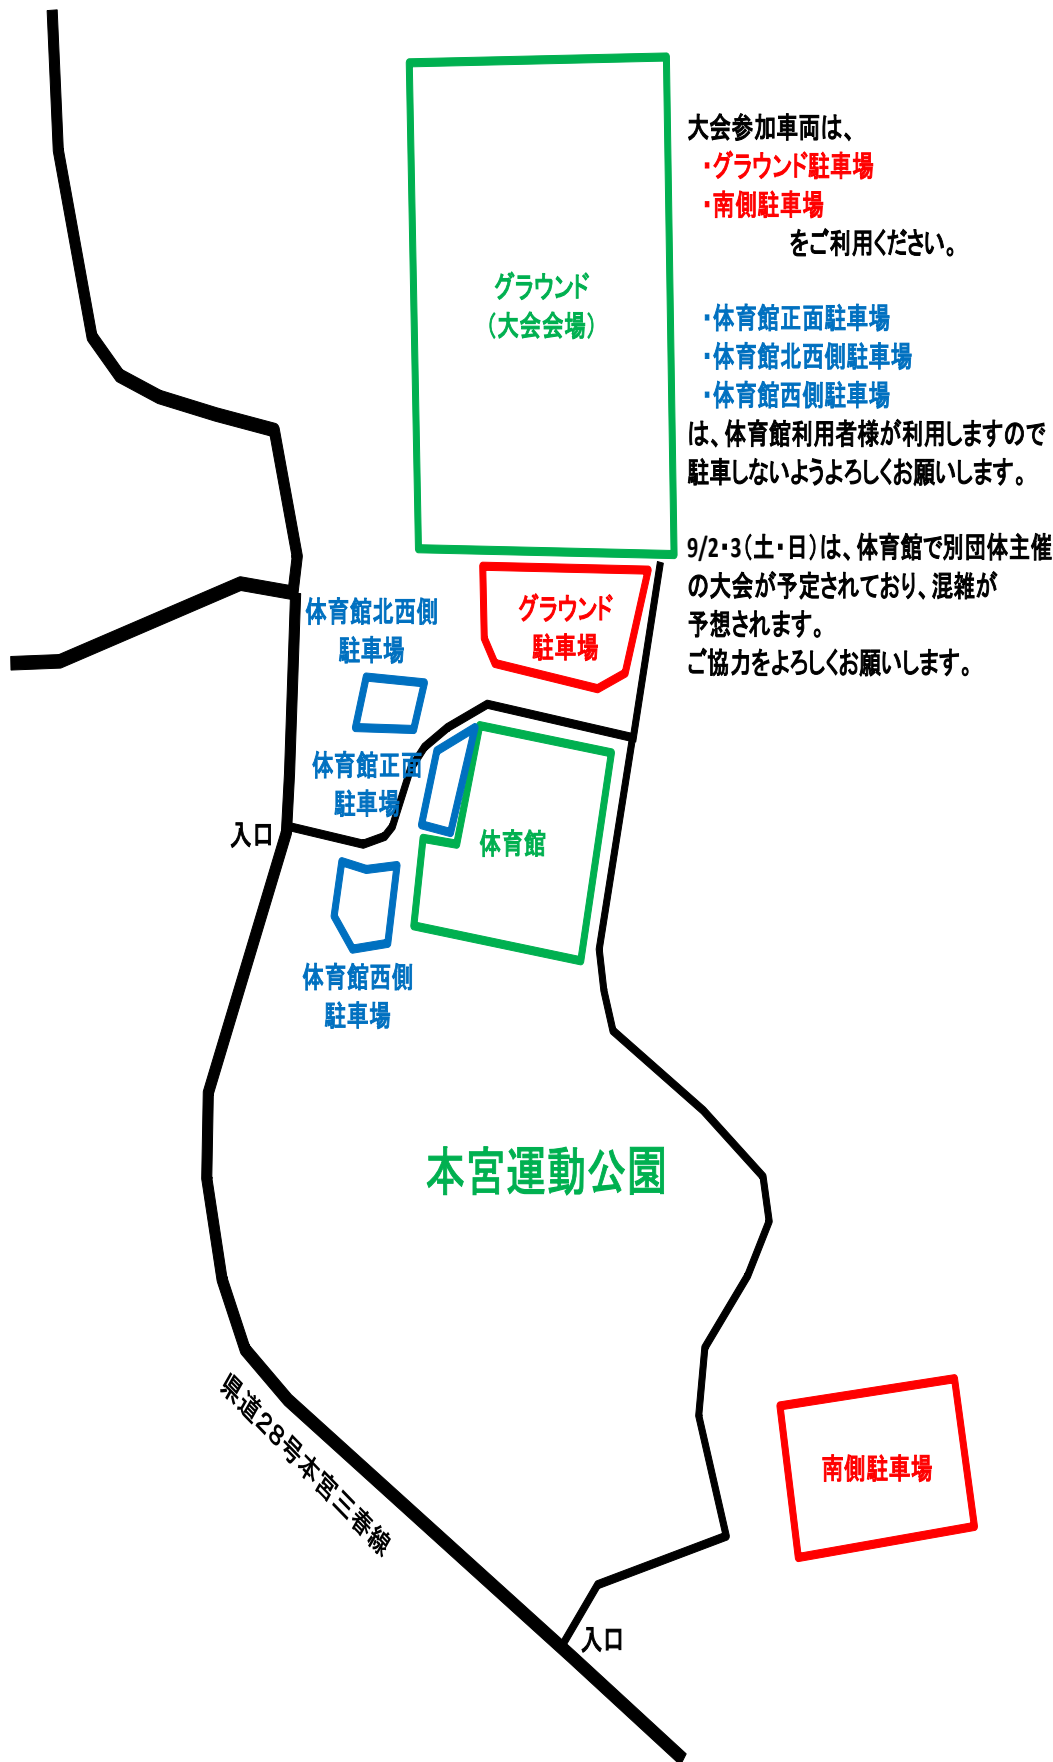 大会参加車両は、
・グラウンド駐車場
・南側駐車場
をご利用ください。
・体育館正面駐車場
・体育館北西側駐車場
・体育館西側駐車場
は、体育館利用者様が利用しますので
駐車しないようよろしくお願いします。
9/2・3(土・日)は、体育館で別団体主催
の大会が予定されており、混雑が
予想されます。
ご協力をよろしくお願いします。
グラウンド
(大会会場)
グラウンド
駐車場
体育館北西側
駐車場
体育館正面
駐車場
入口
体育館
体育館西側
駐車場
本宮運動公園
県道28号本宮三春線
南側駐車場
入口